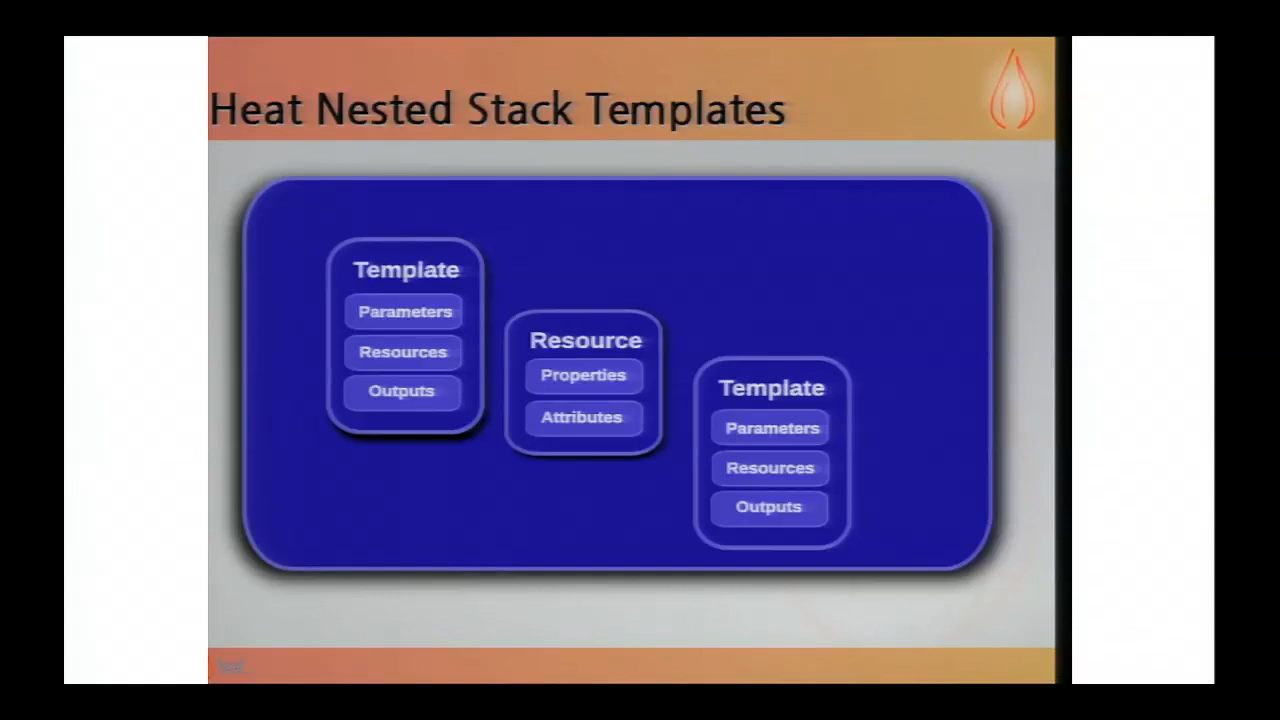 Heat Nested Stack Templates
Template
Parameters
Resources
Outputs
Resource
Properties
Attributes
Template
Parameters
Resources
Outputs